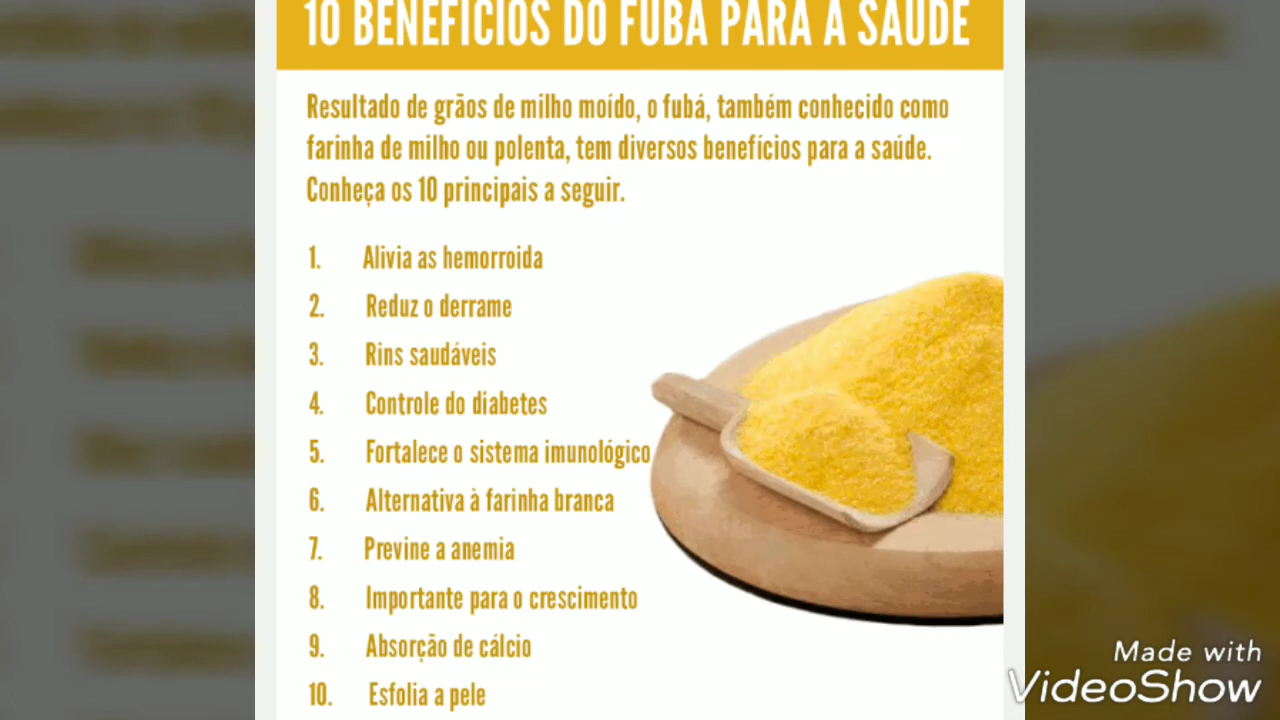 10 BENEFÍCIOS DO FUBÁ PARA A SAÚDE
Resultado de grãos de milho moído, o fubá, também conhecido como
farinha de milho ou polenta, tem diversos benefícios para a saúde.
Conheça os 10 principais a seguir.
1. Alivia as hemorroida
2. Reduz o derrame
3. Rins saudáveis
4. Controle do diabetes
5. Fortalece o sistema imunológico
6. Alternativa à farinha branca
7. Previne a anemia
8. Importante para o crescimento
9. Absorção de cálcio
10. Esfolia a pele
Made with
VideoShow